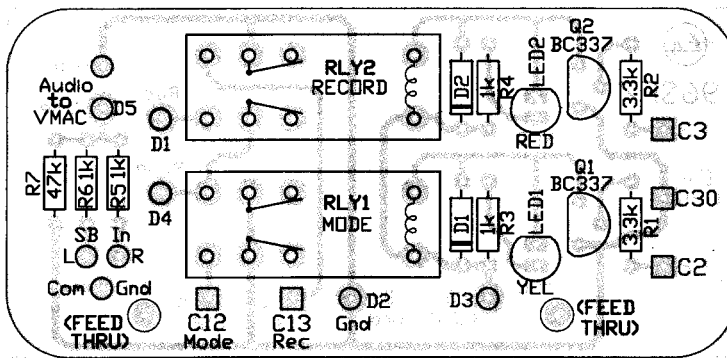 Audio
to
VMAC
D5
D1
D4
RLY2
RECORD
D2
1k
R4
LED2
RED
Q2
BC337
3.3k
R2
C3
R7
47k
R6
1k
R5
1k
RLY1
MODE
D1
1k
R3
LED1
YEL
Q1
BC337
3.3k
R1
C30
C2
SB In
L R
Com Gnd
(FEED
THRU)
C12
Mode
C13
Rec
D2
Gnd
D3
(FEED
THRU)